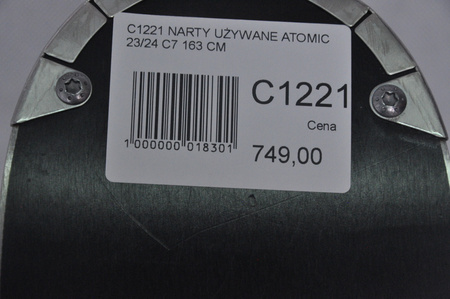 C1221 NARTY UŻYWANE ATOMIC
23/24 C7 163 CM
C1221
Cena
749,00
1 000000 018301